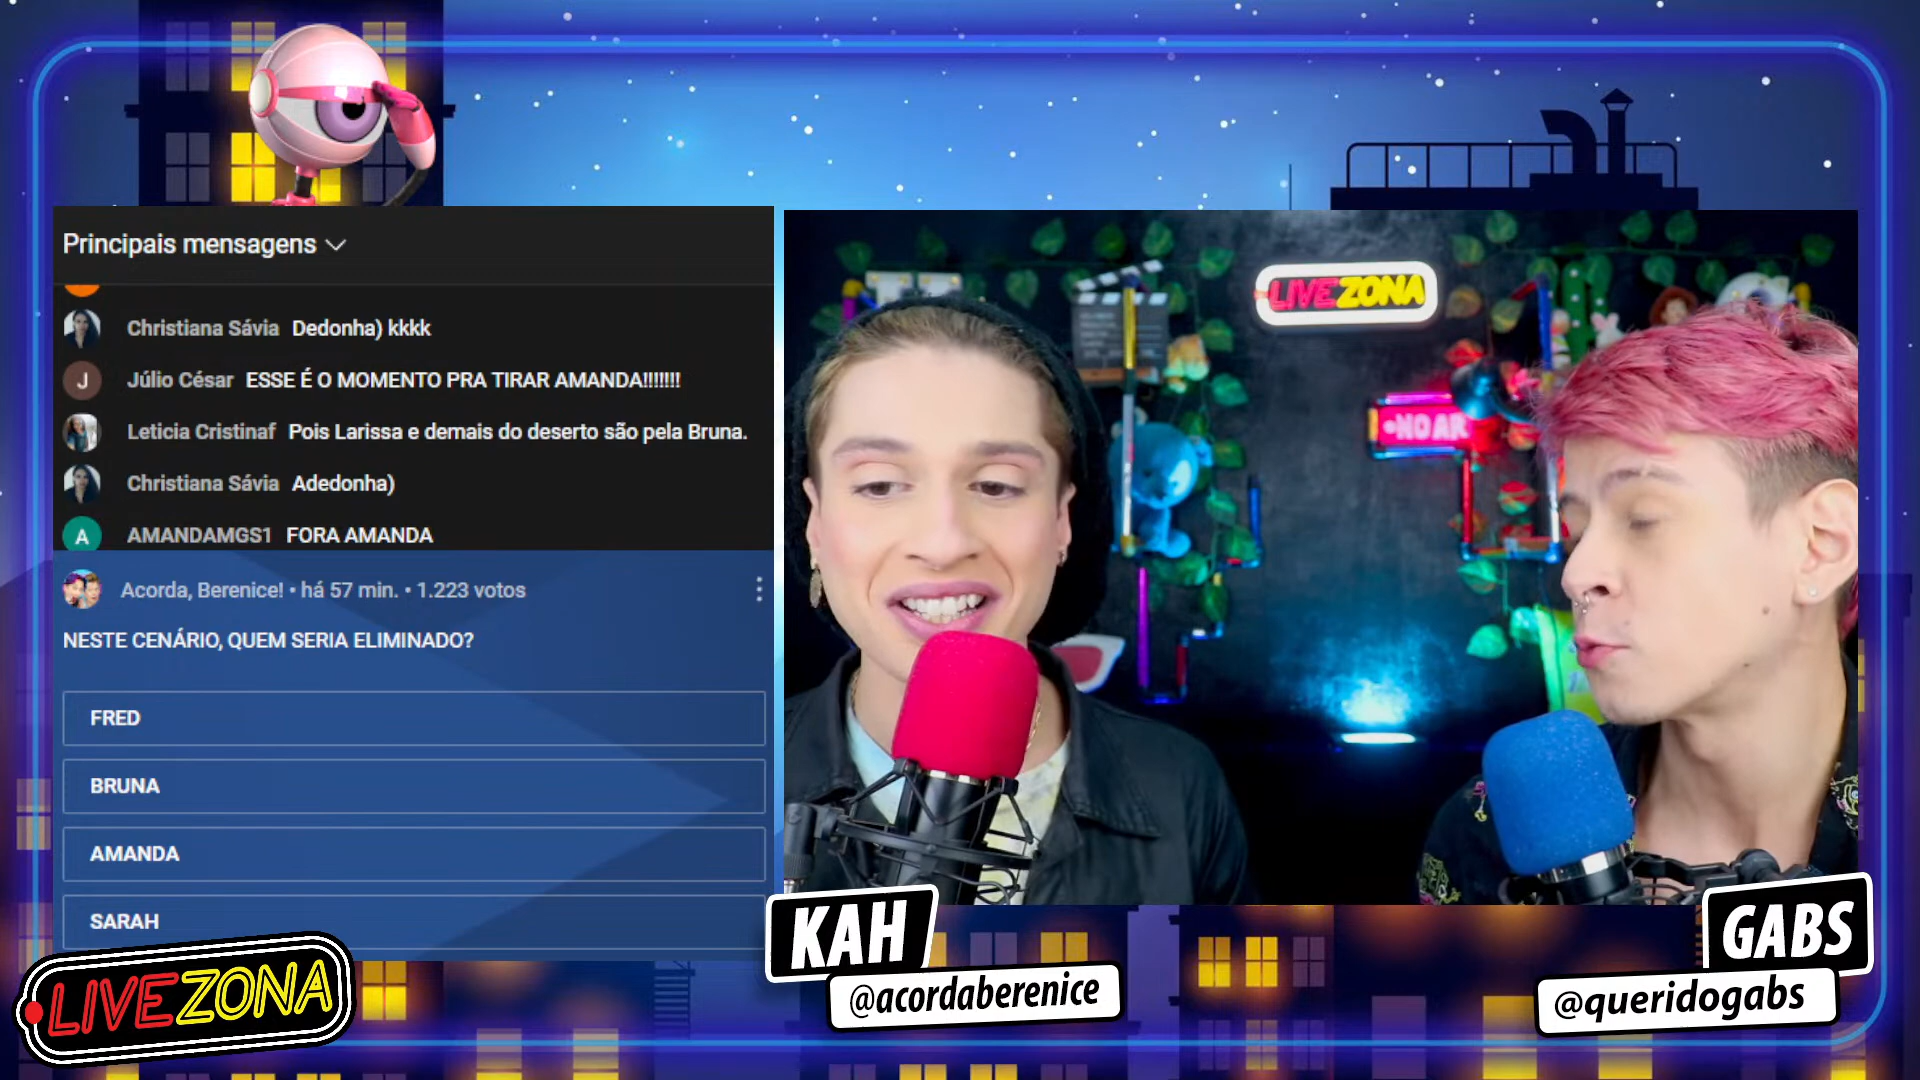 Principais mensagens
Christiana Sávia Dedonha) kkkk
J Júlio César ESSE É O MOMENTO PRA TIRAR AMANDA!!!!!!!
Leticia Cristinaf Pois Larissa e demais do deserto são pela Bruna.
Christiana Sávia Adedonha)
A AMANDAMGS1 FORA AMANDA
Acorda, Berenice! • há 57 min. • 1.223 votos
NESTE CENÁRIO, QUEM SERIA ELIMINADO?
FRED
BRUNA
AMANDA
SARAH
LIVEZONA
LIVEZONA
NO AR
KAH
@acordaberenice
GABS
@queridogabs